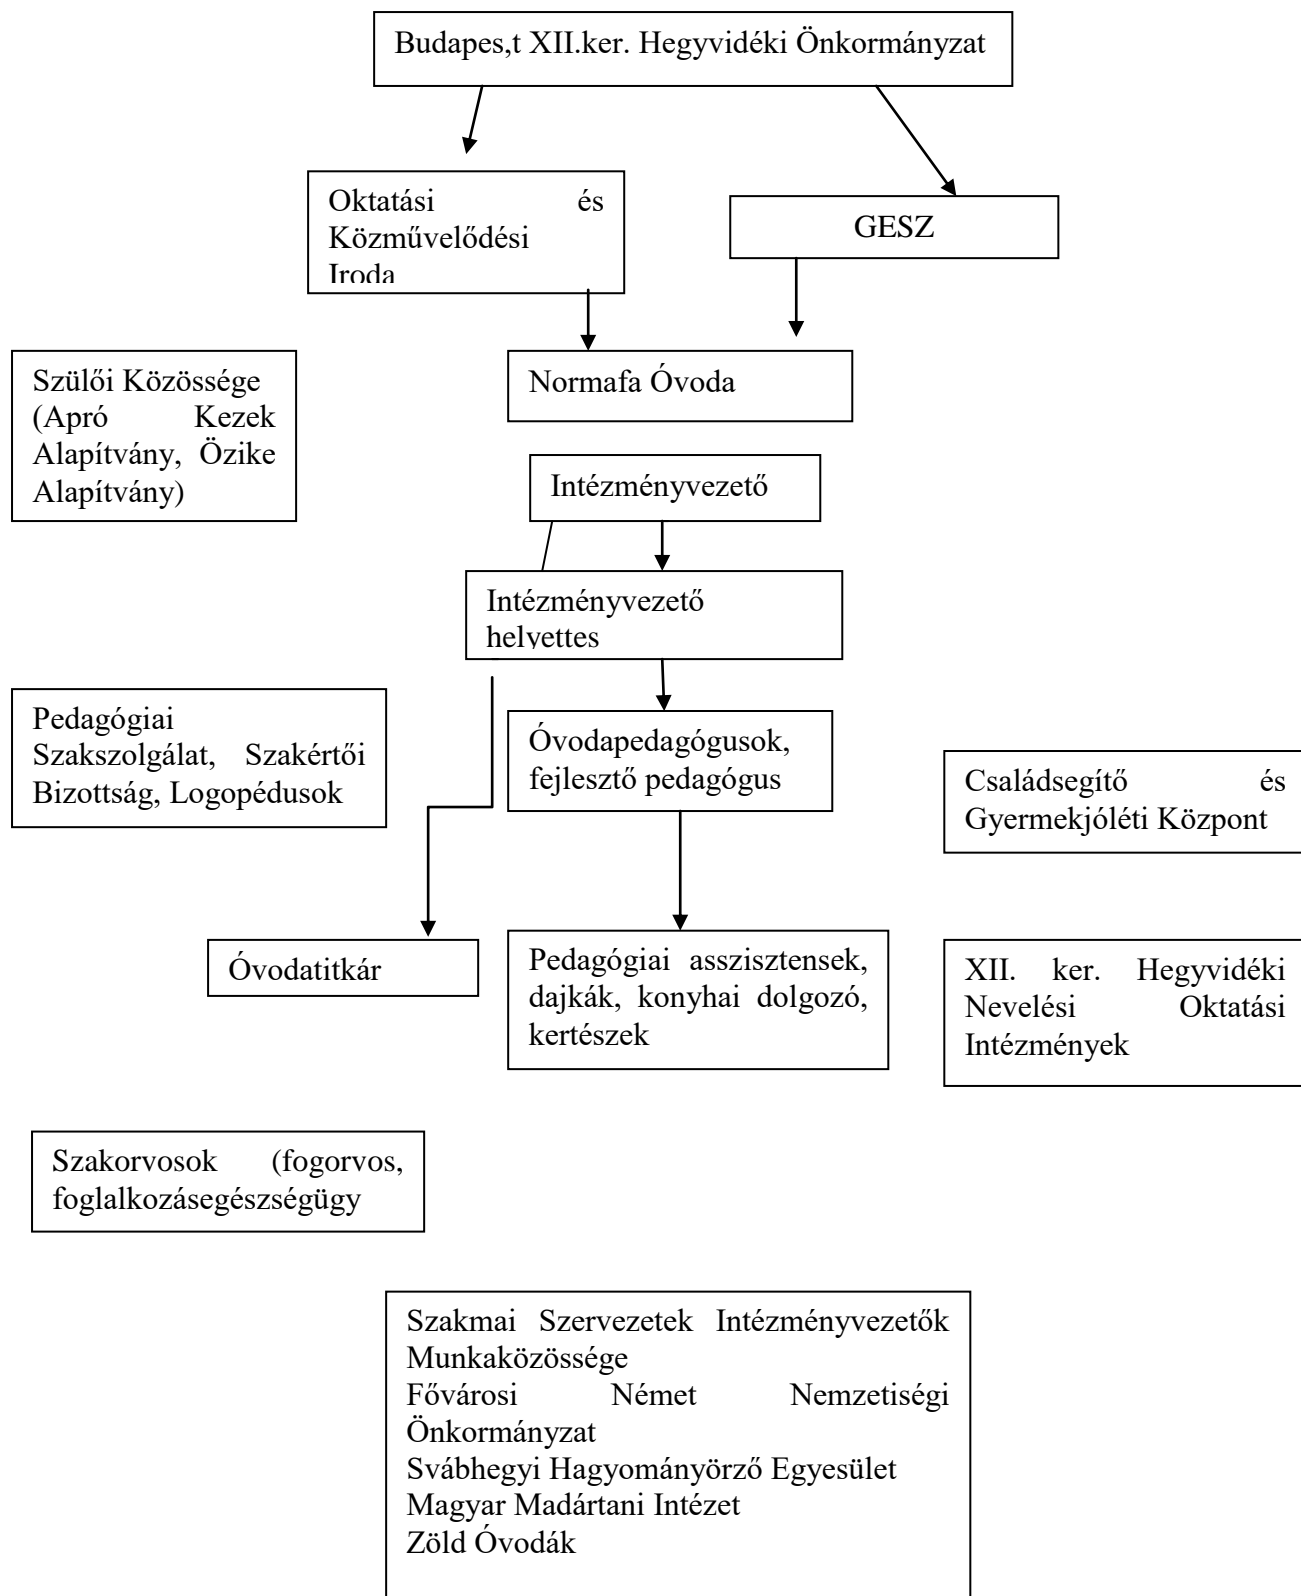 Budapes,t XII.ker. Hegyvidéki Önkormányzat
Oktatási és
Közművelődési
Iroda
GESZ
Szülői Közössége
(Apró Kezek
Alapítvány, Őzike
Alapítvány)
Normafa Óvoda
Intézményvezető
Intézményvezető
helyettes
Pedagógiai
Szakszolgálat, Szakértői
Bizottság, Logopédusok
Óvodapedagógusok,
fejlesztő pedagógus
Családsegítő és
Gyermekjóléti Központ
Óvodatitkár
Pedagógiai asszisztensek,
dajkák, konyhai dolgozó,
kertészek
XII. ker. Hegyvidéki
Nevelési Oktatási
Intézmények
Szakorvosok (fogorvos,
foglalkozásegészségügy
Szakmai Szervezetek Intézményvezetők
Munkaközössége
Fővárosi Német Nemzetiségi
Önkormányzat
Svábhegyi Hagyományörző Egyesület
Magyar Madártani Intézet
Zöld Óvodák